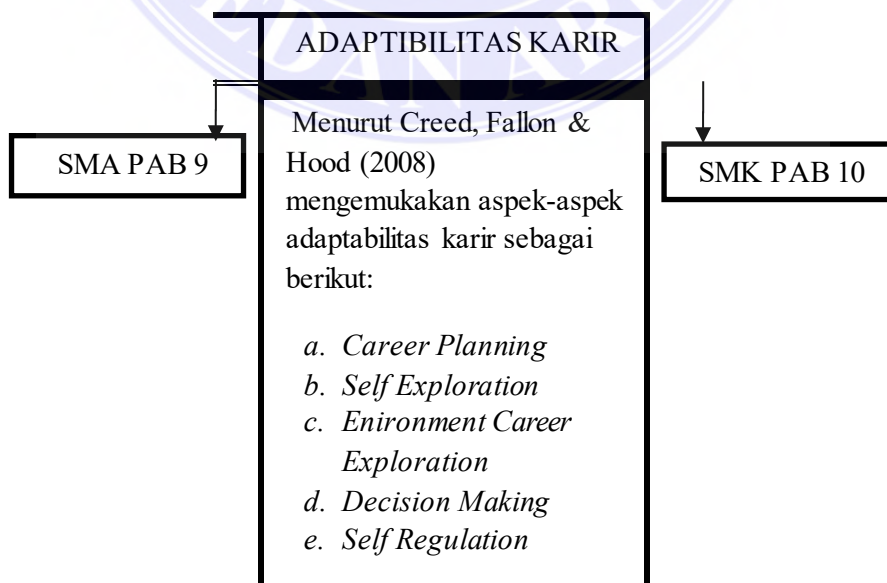 ADAPTIBILITAS KARIR
SMA PAB 9
Menurut Creed, Fallon &
Hood (2008)
mengemukakan aspek-aspek
adaptabilitas karir sebagai
berikut:
a. Career Planning
b. Self Exploration
c. Enironment Career
Exploration
d. Decision Making
e. Self Regulation
SMK PAB 10